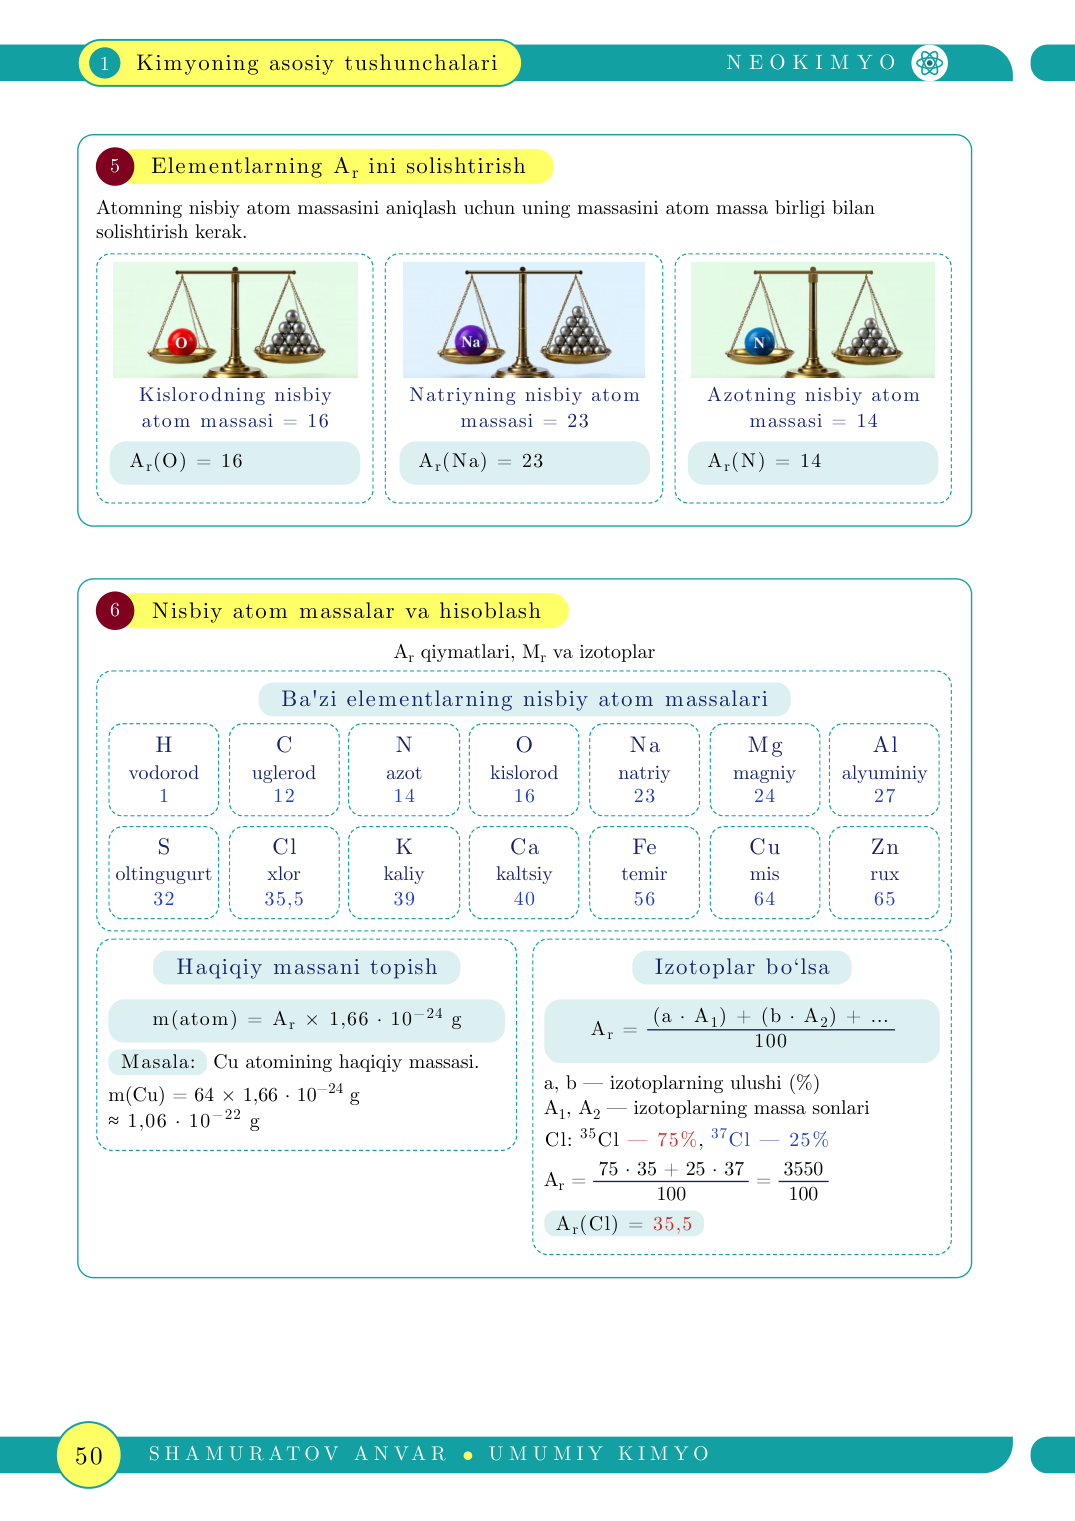 1 Kimyoning asosiy tushunchalari
NEOKIMYO
5 Elementlarning Aᵣ ini solishtirish
Atomning nisbiy atom massasini aniqlash uchun uning massasini atom massa birligi bilan
solishtirish kerak.
O
Kislorodning nisbiy
atom massasi = 16
Aᵣ(O) = 16
Na
Natriyning nisbiy atom
massasi = 23
Aᵣ(Na) = 23
N
Azotning nisbiy atom
massasi = 14
Aᵣ(N) = 14
6 Nisbiy atom massalar va hisoblash
Aᵣ qiymatlari, Mᵣ va izotoplar
Ba'zi elementlarning nisbiy atom massalari
H C N O Na Mg Al
vodorod uglerod azot kislorod natriy magniy alyuminiy
1 12 14 16 23 24 27
S Cl K Ca Fe Cu Zn
oltingugurt xlor kaliy kaltsiy temir mis rux
32 35,5 39 40 56 64 65
Haqiqiy massani topish
m(atom) = Aᵣ × 1,66 · 10⁻²⁴ g
Masala: Cu atomining haqiqiy massasi.
m(Cu) = 64 × 1,66 · 10⁻²⁴ g
≈ 1,06 · 10⁻²² g
Izotoplar bo‘lsa
Aᵣ = (a · A₁) + (b · A₂) + ... / 100
a, b — izotoplarning ulushi (%)
A₁, A₂ — izotoplarning massa sonlari
Cl: ³⁵Cl — 75%, ³⁷Cl — 25%
Aᵣ = 75 · 35 + 25 · 37 / 100 = 3550 / 100
Aᵣ(Cl) = 35,5
50 SHAMURATOV ANVAR • UMUMIY KIMYO